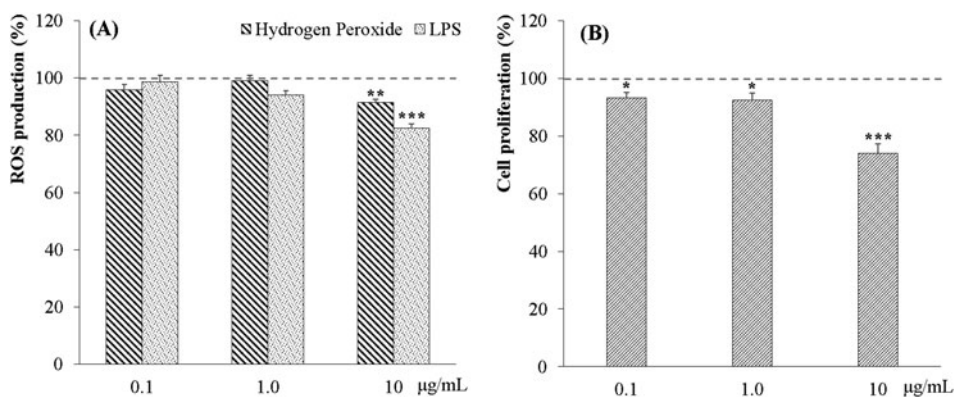 (A)
Hydrogen Peroxide LPS
ROS production (%)
120
100
80
60
40
20
0
**
***
0.1 1.0 10 µg/mL
(B)
Cell proliferation (%)
120
100
80
60
40
20
0
*
*
***
0.1 1.0 10 µg/mL